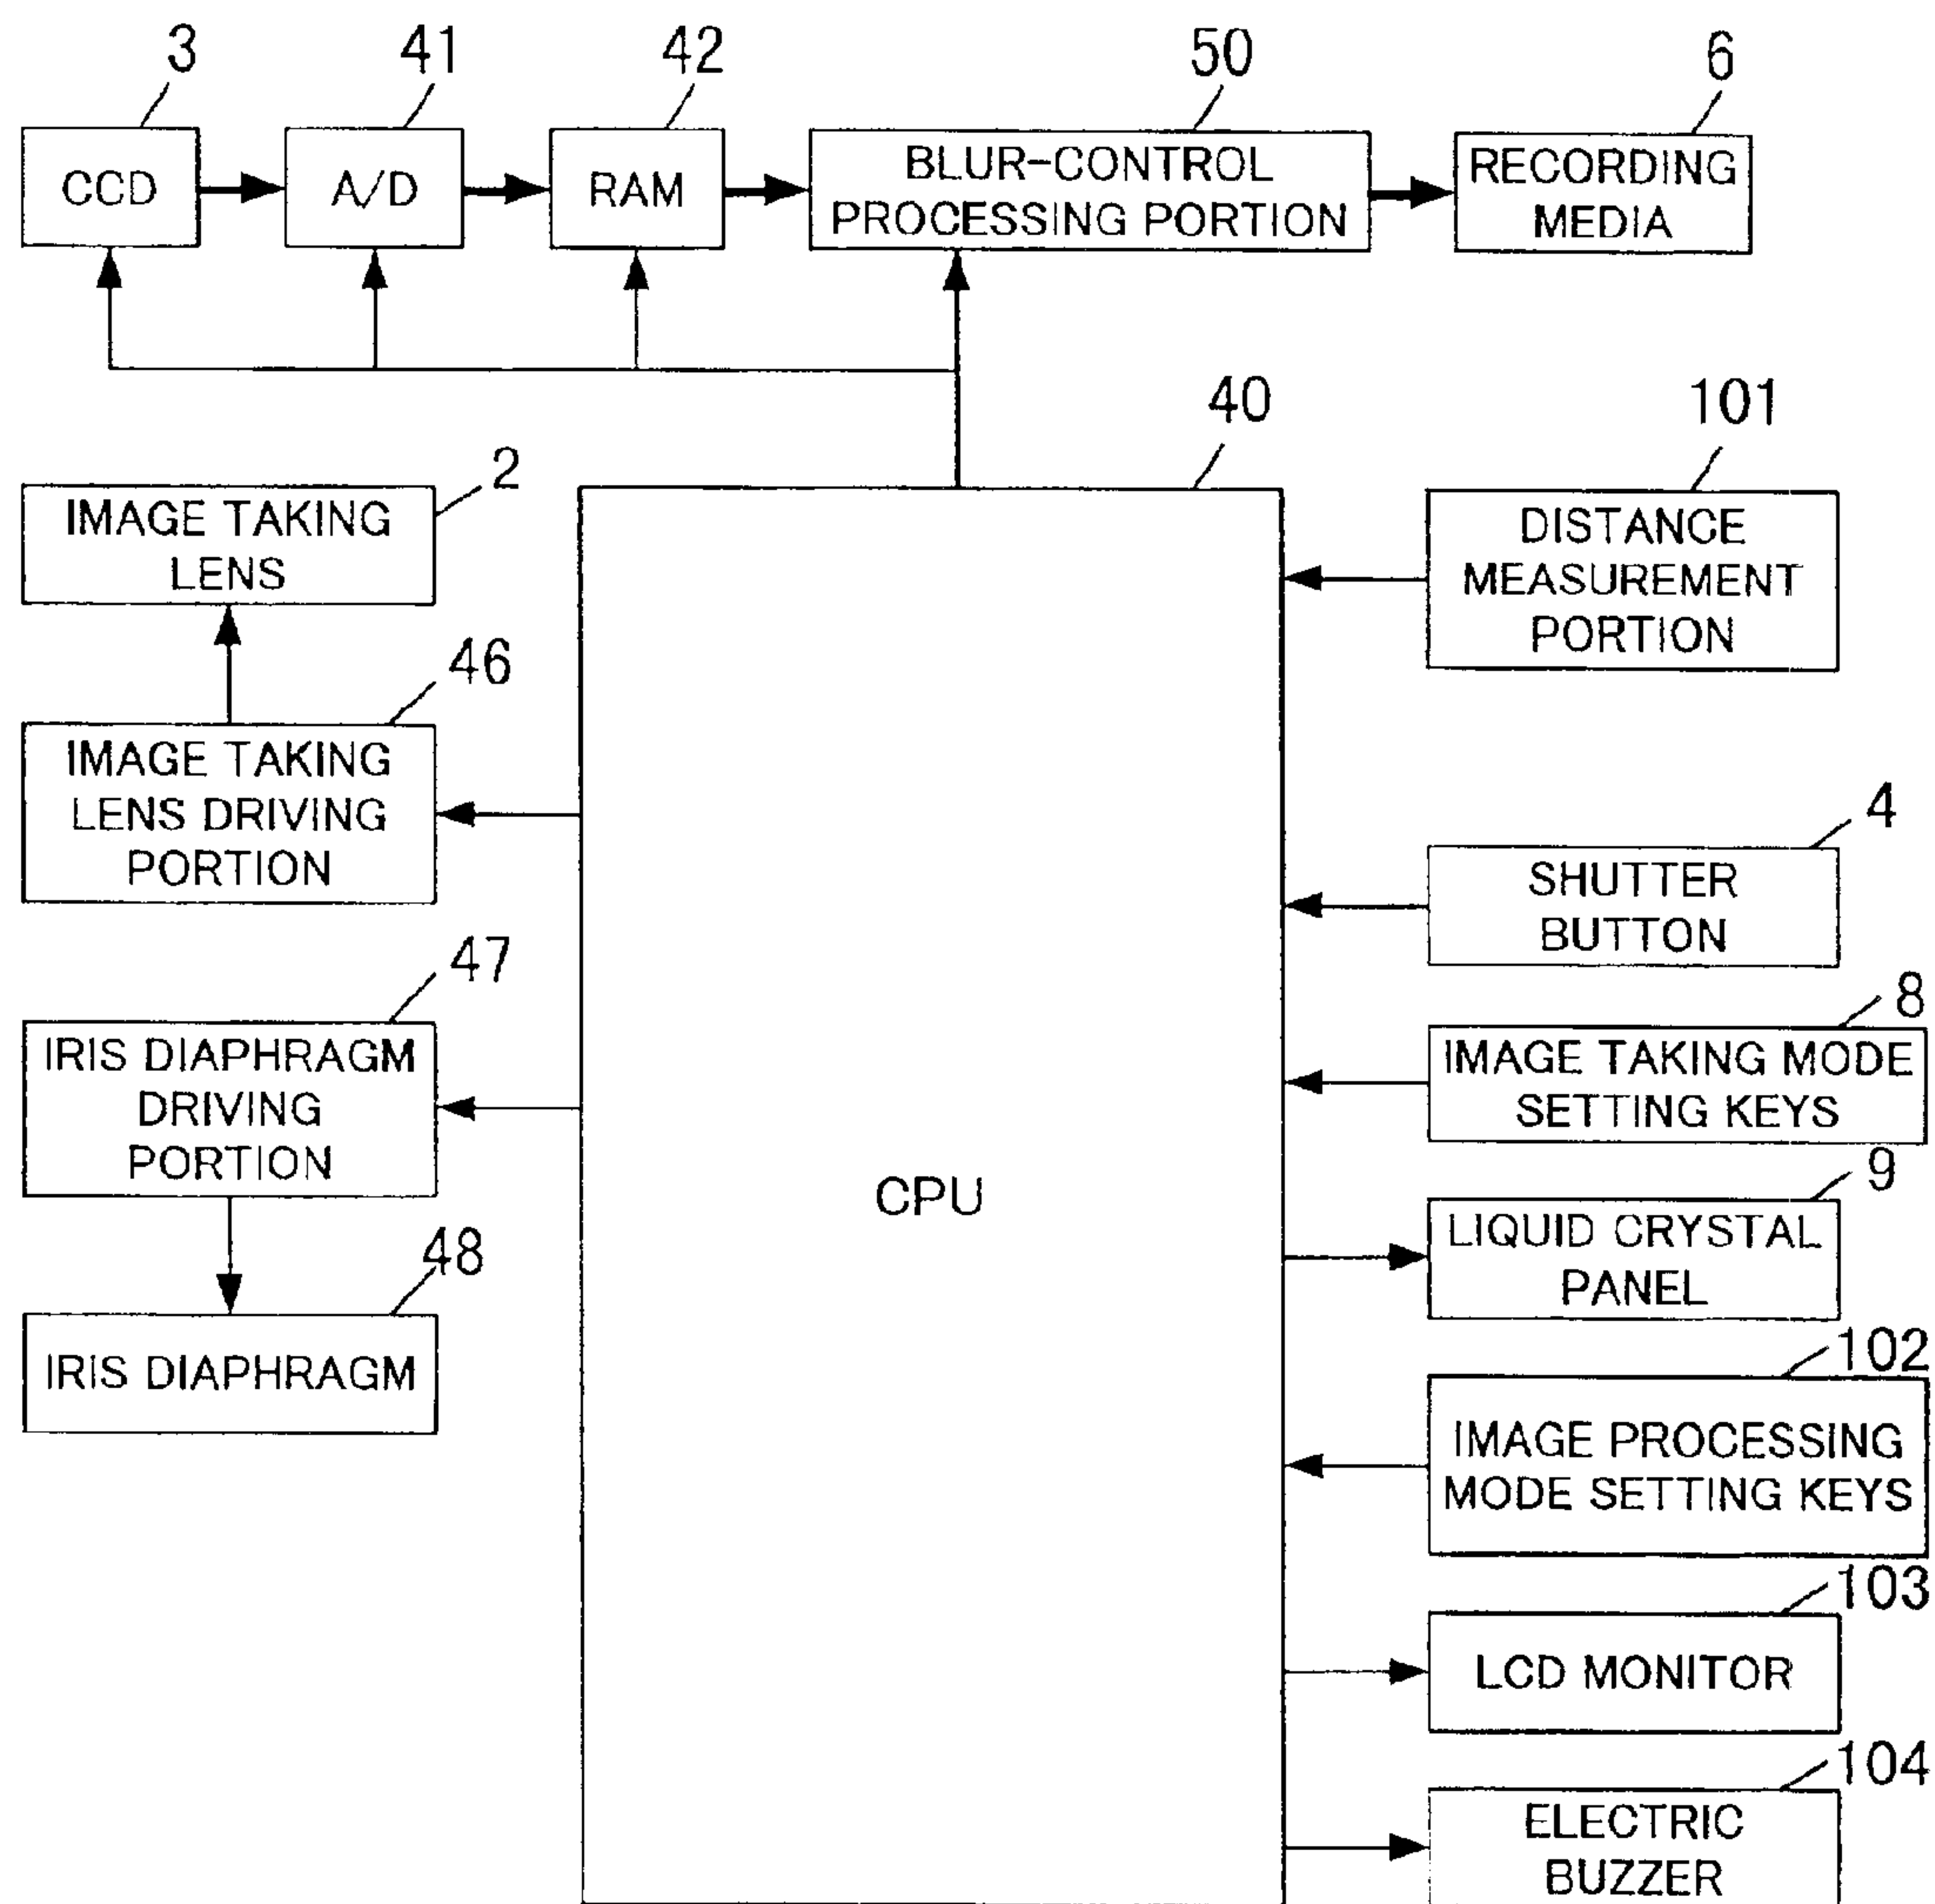 3
41
42
50
6
CCD
A/D
RAM
BLUR-CONTROL
PROCESSING PORTION
RECORDING
MEDIA
40
101
2
IMAGE TAKING
LENS
DISTANCE
MEASUREMENT
PORTION
46
IMAGE TAKING
LENS DRIVING
PORTION
4
SHUTTER
BUTTON
47
IRIS DIAPHRAGM
DRIVING
PORTION
8
IMAGE TAKING MODE
SETTING KEYS
CPU
9
LIQUID CRYSTAL
PANEL
48
IRIS DIAPHRAGM
102
IMAGE PROCESSING
MODE SETTING KEYS
103
LCD MONITOR
104
ELECTRIC
BUZZER